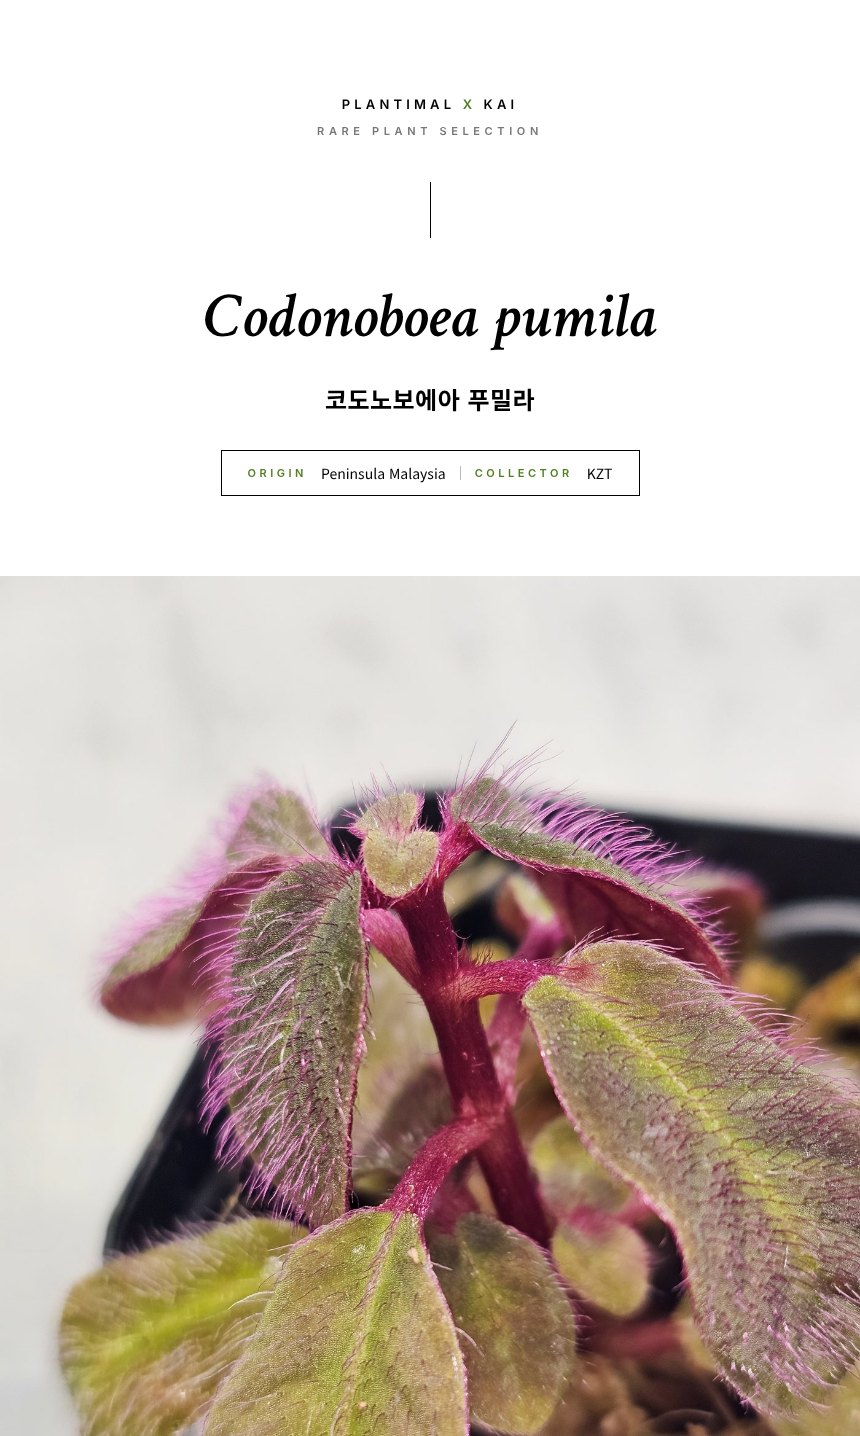 PLANTIMAL X KAI
RARE PLANT SELECTION
Codonoboea pumila
코도노보에아 푸밀라
ORIGIN Peninsula Malaysia | COLLECTOR KZT